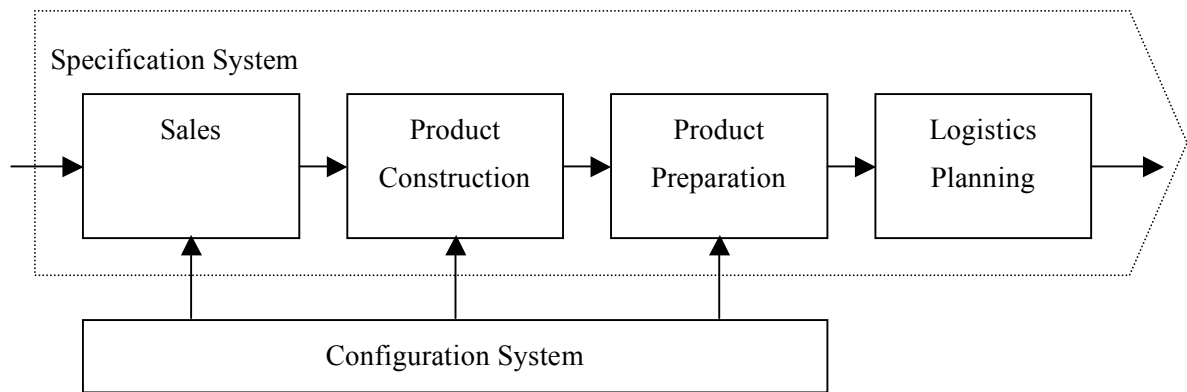 Specification System
Sales
Product
Construction
Product
Preparation
Logistics
Planning
Configuration System